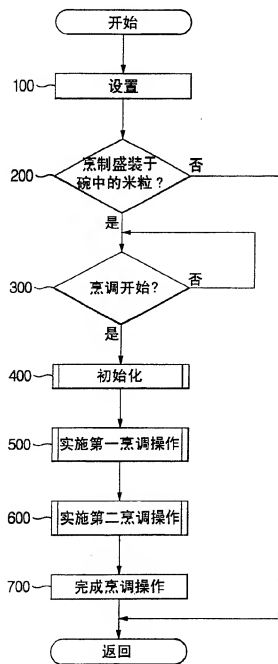 开始
100
设置
200
烹制盛装于
碗中的米粒?
否
是
300
烹调开始?
否
是
400
初始化
500
实施第一烹调操作
600
实施第二烹调操作
700
完成烹调操作
返回